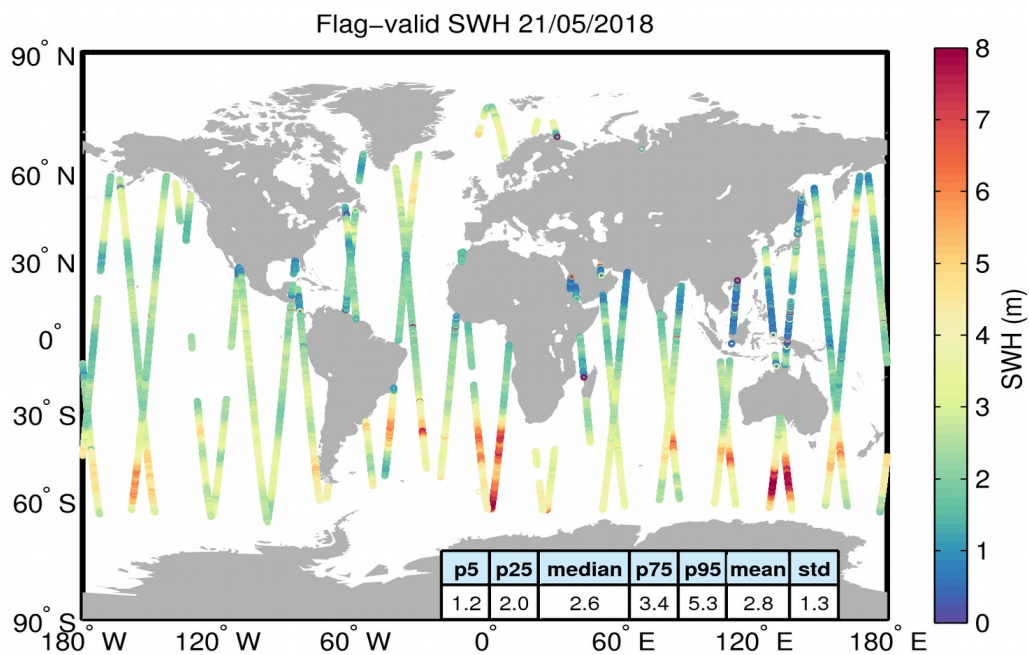 Flag−valid SWH 21/05/2018
90° N
60° N
30° N
0°
30° S
60° S
90° S
180° W
120° W
60° W
0°
60° E
120° E
180° E
8
7
6
5
4
3
2
1
0
SWH (m)
p5 p25 median p75 p95 mean std
1.2 2.0 2.6 3.4 5.3 2.8 1.3